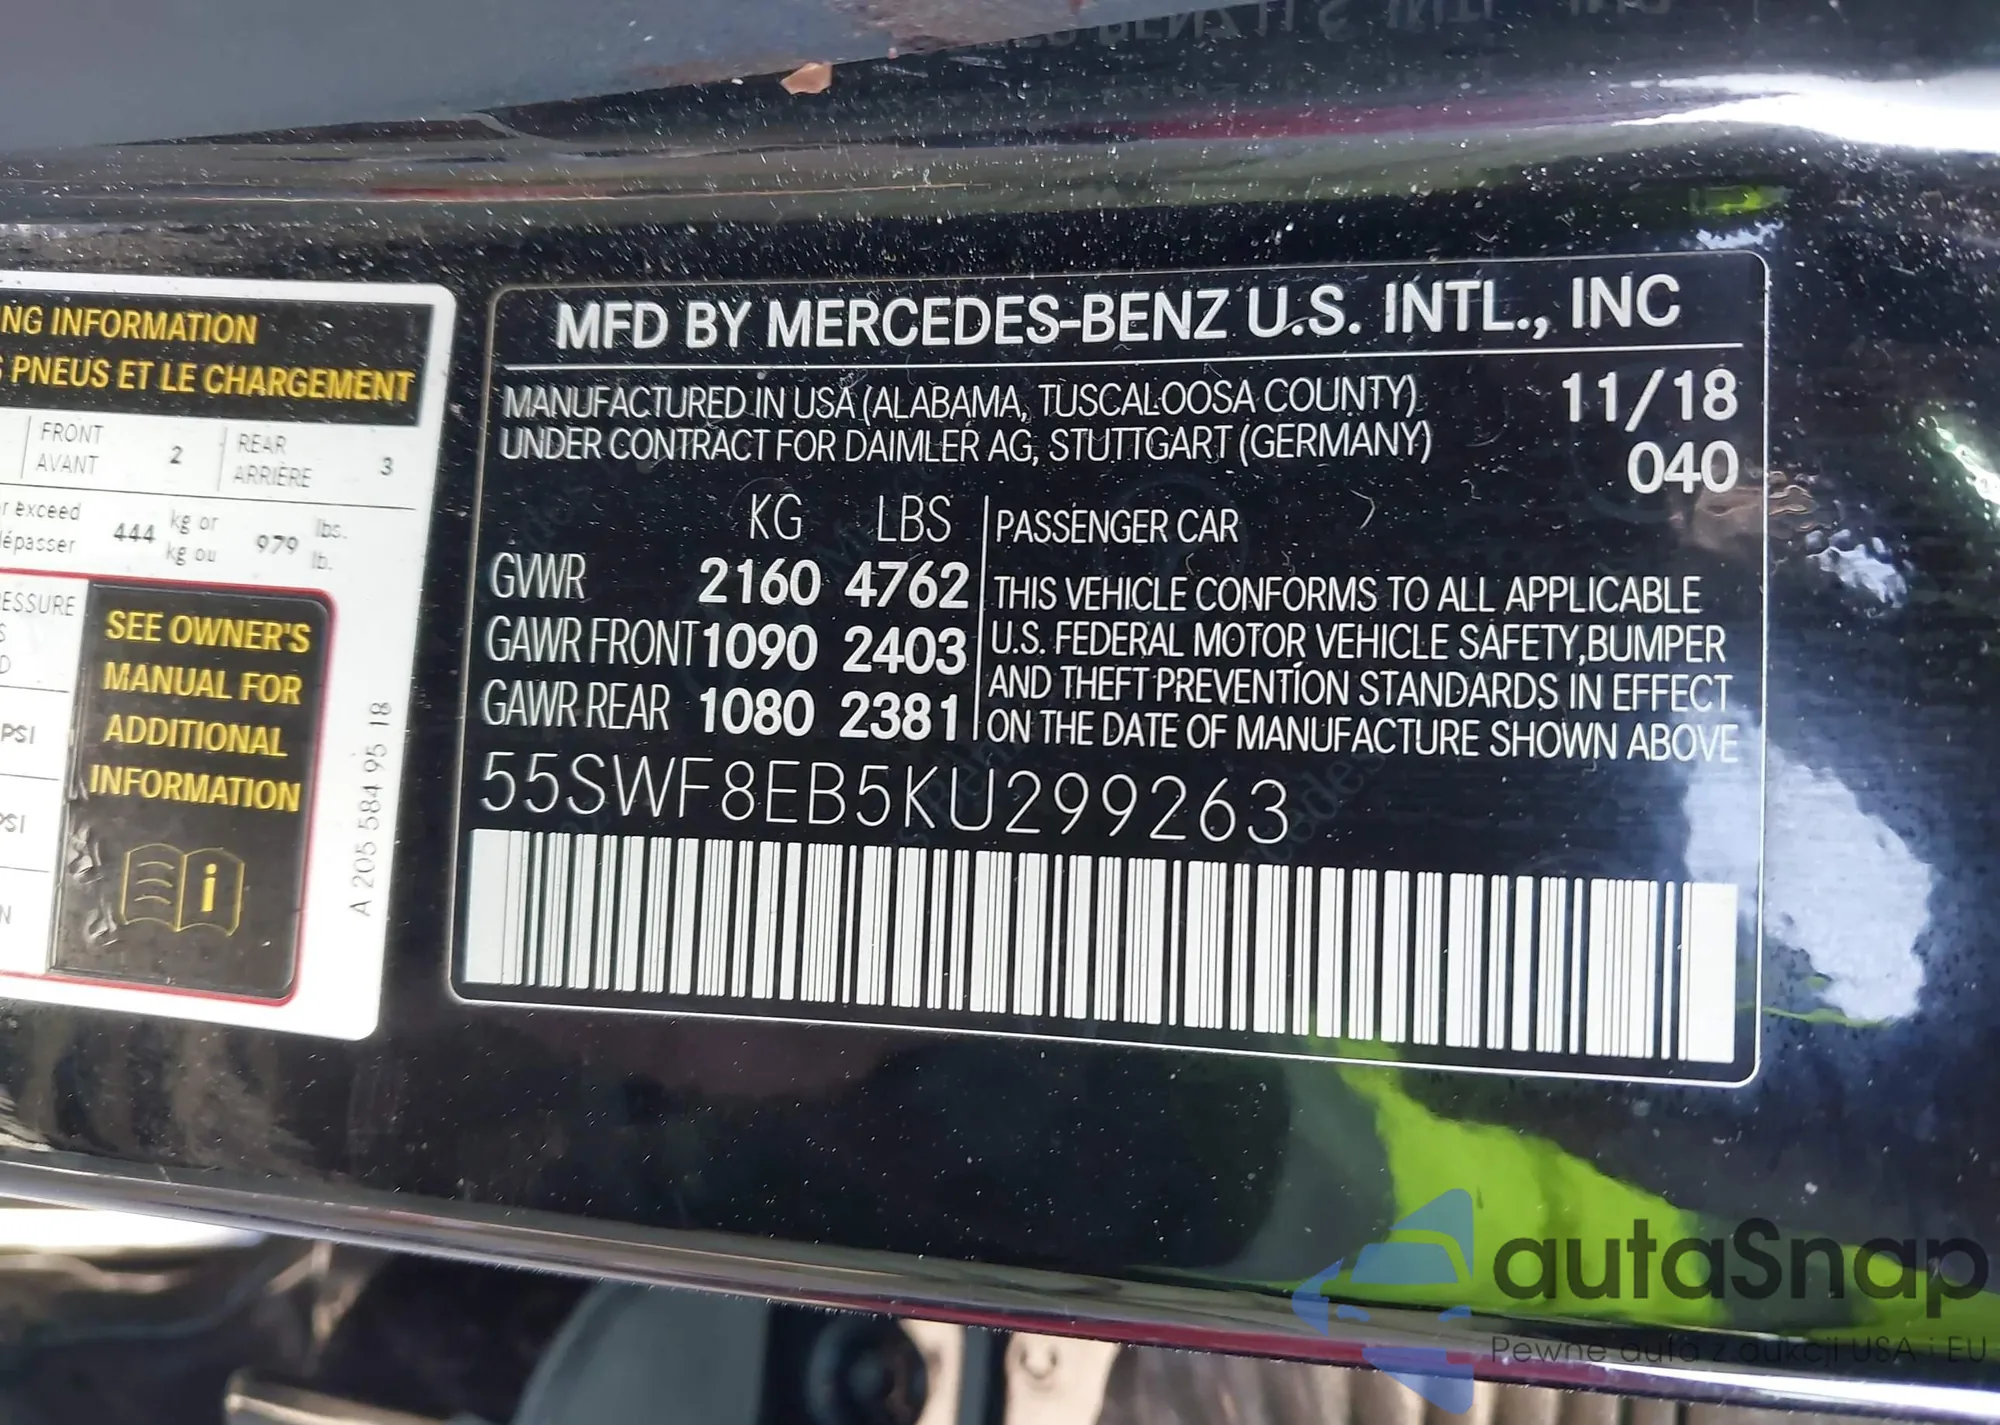 NG INFORMATION
PNEUS ET LE CHARGEMENT
FRONT
AVANT
2
REAR
ARRIÈRE
3
exceed
dépasser
444
kg or
kg ou
979
lbs.
lb.
PSI
SEE OWNER'S
MANUAL FOR
ADDITIONAL
INFORMATION
i
A 205 584 95 18
MFD BY MERCEDES-BENZ U.S. INTL., INC
MANUFACTURED IN USA (ALABAMA, TUSCALOOSA COUNTY) 11/18
UNDER CONTRACT FOR DAIMLER AG, STUTTGART (GERMANY) 040
KG LBS
GVWR 2160 4762
GAWR FRONT 1090 2403
GAWR REAR 1080 2381
PASSENGER CAR
THIS VEHICLE CONFORMS TO ALL APPLICABLE
U.S. FEDERAL MOTOR VEHICLE SAFETY,BUMPER
AND THEFT PREVENTION STANDARDS IN EFFECT
ON THE DATE OF MANUFACTURE SHOWN ABOVE
55SWF8EB5KU299263
autaSnap
Pewne auta z aukcji USA i EU